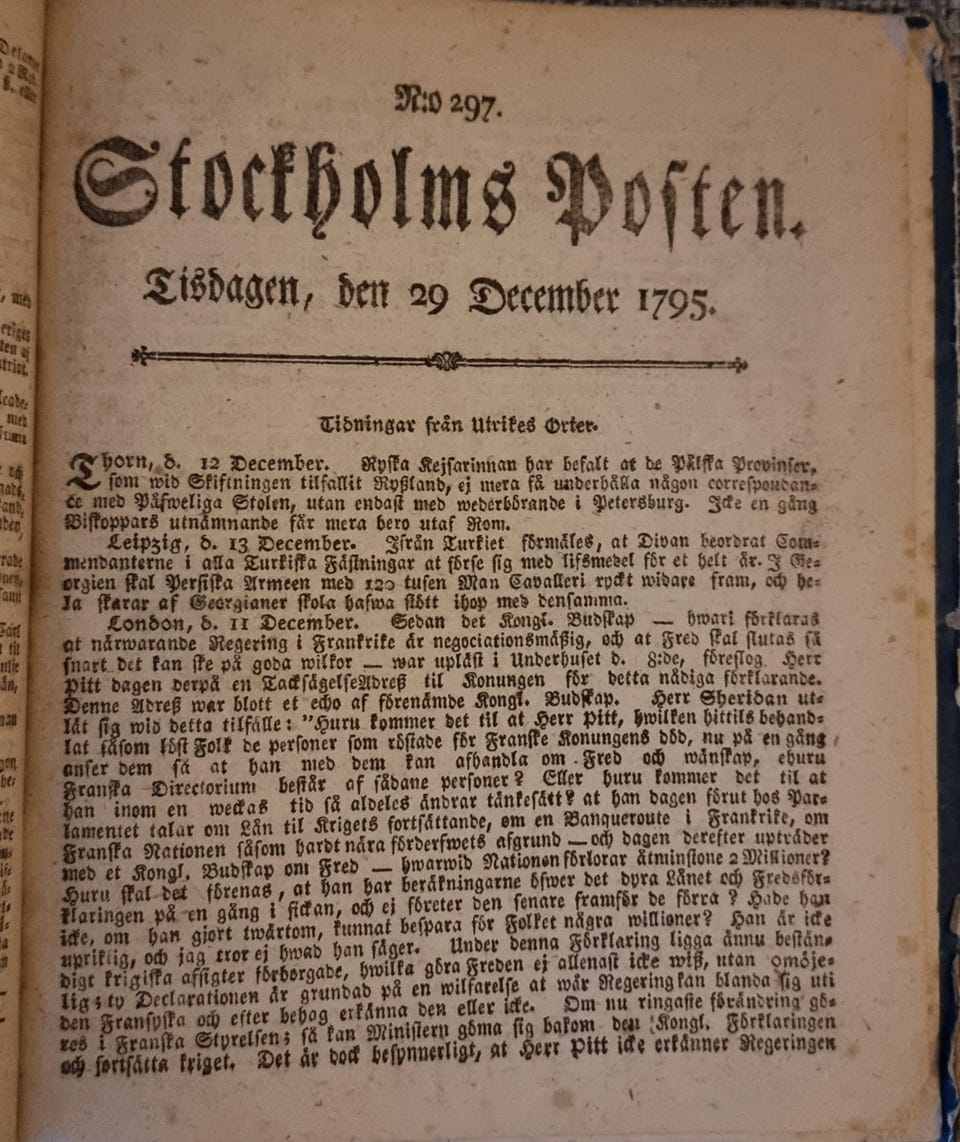 N:o 297.
Stockholms Posten.
Tisdagen, den 29 December 1795.
Tidningar från Utrikes Orter.
Thorn, d. 12 December. Ryska Kejsarinnan har befalt at de Pålska Provinser,
som wid Skiftningen tilfallit Ryßland, ej mera få underhålla någon correspondan-
ce med Påfweliga Stolen, utan endast med wederbörande i Petersburg. Icke en gång
Biskoppars utnämnande får mera bero utaf Rom.
Leipzig, d. 13 December. Ifrån Turkiet förmäles, at Divan beordrat Com-
mendanterne i alla Turkiska Fästningar at förse sig med lifsmedel för et helt år. I Ge-
orgien skal Persiska Armeen med 120 tusen Man Cavalleri ryckt widare fram, och he-
la skarar af Georgianer skola hafwa stött ihop med densamma.
London, d. 11 December. Sedan det Kongl. Budskap — hwari förklaras
at närwarande Regering i Frankrike är negociationsmäßig, och at Fred skal slutas så
snart det kan ske på goda wilkor — war upläst i Underhuset d. 8:de, föreslog Herr
Pitt dagen derpå en TacksägelseAdreß til Konungen för detta nådiga förklarande.
Denne Adreß war blott et echo af förenämde Kongl. Budskap. Herr Sheridan ut-
lät sig wid detta tilfälle: "Huru kommer det til at Herr Pitt, hwilken hittils behand-
lat såsom löst Folk de personer som röstade för Franske Konungens död, nu på en gång
anser dem så at han med dem kan afhandla om Fred och wänskap, ehuru
Franska Directorium består af sådane personer? Eller huru kommer det til at
han inom en weckas tid så aldeles ändrar tänkesätt? at han dagen förut hos Par-
lamentet talar om Lån til Krigets fortsättande, om en Banqueroute i Frankrike, om
Franska Nationen såsom hardt nära förderfwets afgrund — och dagen derefter upträder
med et Kongl. Budskap om Fred — hwarwid Nationen förlorar åtminstone 2 Millioner?
Huru skal det förenas, at han har beräkningarne öfwer det dyra Lånet och Fredsför-
klaringen på en gång i fickan, och ej företer den senare framför de förra? Hade han
icke, om han gjort twärtom, kunnat bespara för Folket några millioner? Han är icke
upriktig, och jag tror ej hwad han säger. Under denna Förklaring ligga ännu bestän-
digt krigiska afsigter förborgade, hwilka göra Freden ej allenast icke wiß, utan omöje-
lig; ty Declarationen är grundad på en wilfarelse at wår Regering kan blanda sig uti
den Fransyska och efter behag erkänna den eller icke. Om nu ringaste förändring gö-
res i Franska Styrelsen; så kan Ministern göma sig bakom den Kongl. Förklaringen
och fortsätta kriget. Det är dock besynnerligt, at Herr Pitt icke erkänner Regeringen